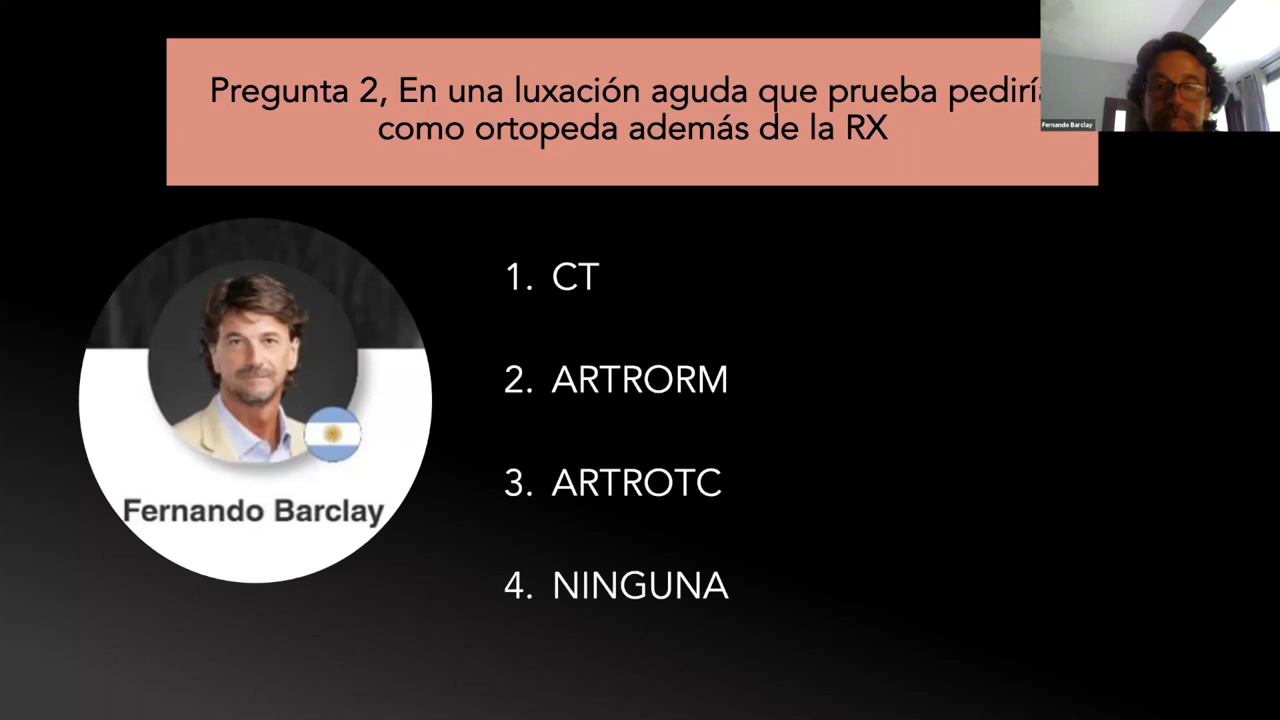 Pregunta 2, En una luxación aguda que prueba pediría
como ortopeda además de la RX
Fernando Barclay
1. CT
2. ARTRORM
3. ARTROTC
4. NINGUNA
Fernando Barclay